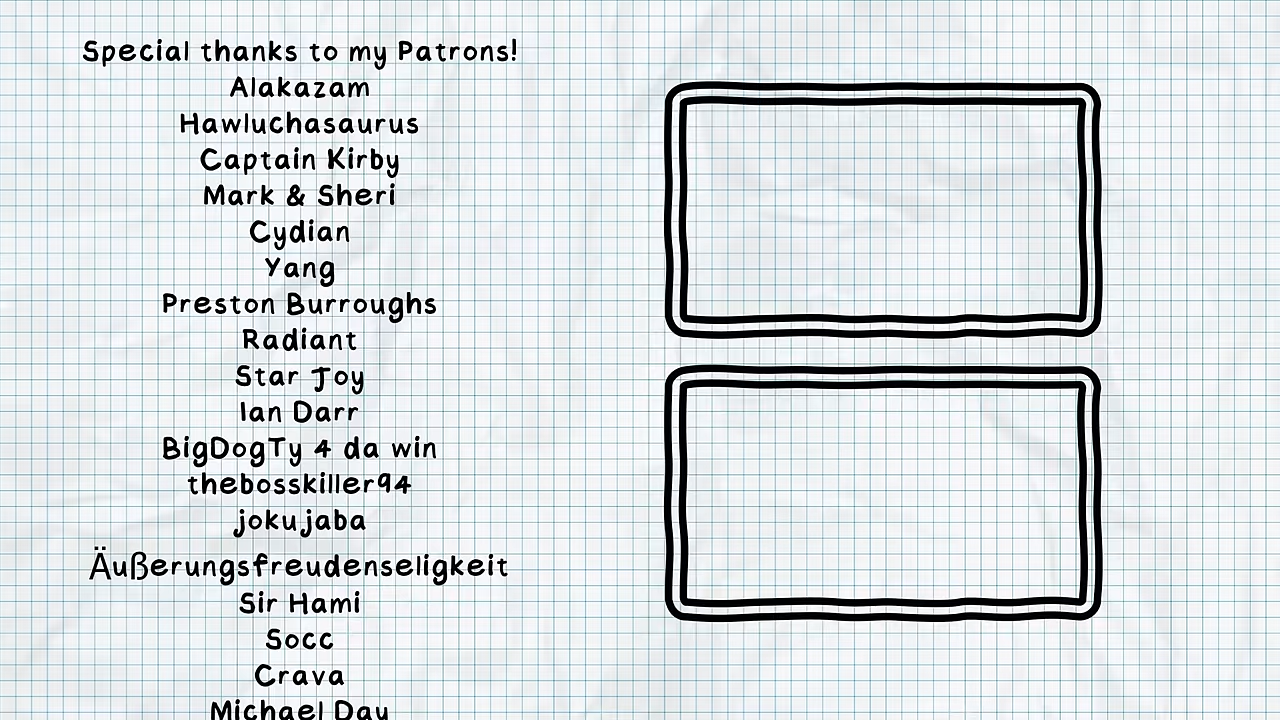 Special thanks to my Patrons!
Alakazam
Hawluchasaurus
Captain Kirby
Mark & Sheri
Cydian
Yang
Preston Burroughs
Radiant
Star Joy
Ian Darr
BigDogTy 4 da win
thebosskiller94
jokujaba
Äußerungsfreudenseligkeit
Sir Hami
Socc
Crava
Michael Day